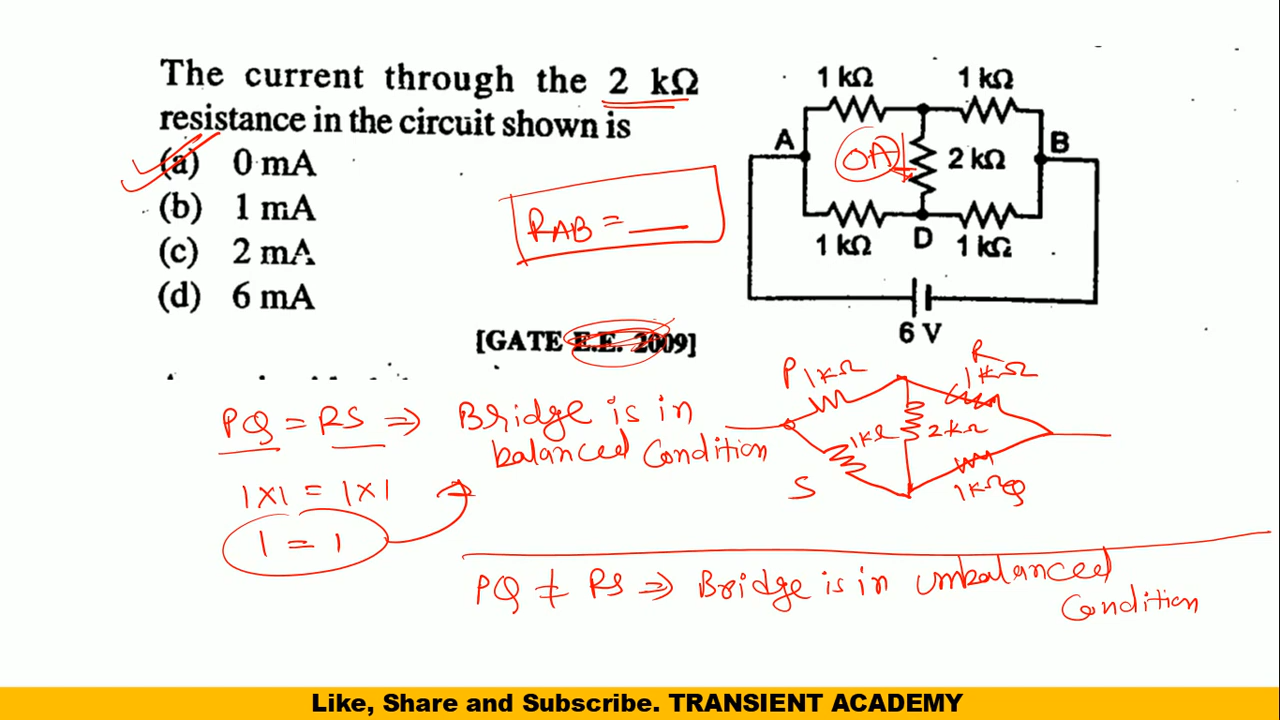 The current through the 2 kΩ
resistance in the circuit shown is
(a) 0 mA
(b) 1 mA
(c) 2 mA
(d) 6 mA
[GATE E.E. 2009]
RAB = __
1 kΩ 1 kΩ
A B
0A 2 kΩ
1 kΩ D 1 kΩ
6 V
PQ = RS ⇒ Bridge is in
balanced Condition
1×1 = 1×1
1 = 1
P 1kΩ R 1kΩ
1kΩ 2kΩ
S 1kΩ Q
PQ ≠ RS ⇒ Bridge is in unbalanced
Condition
Like, Share and Subscribe. TRANSIENT ACADEMY